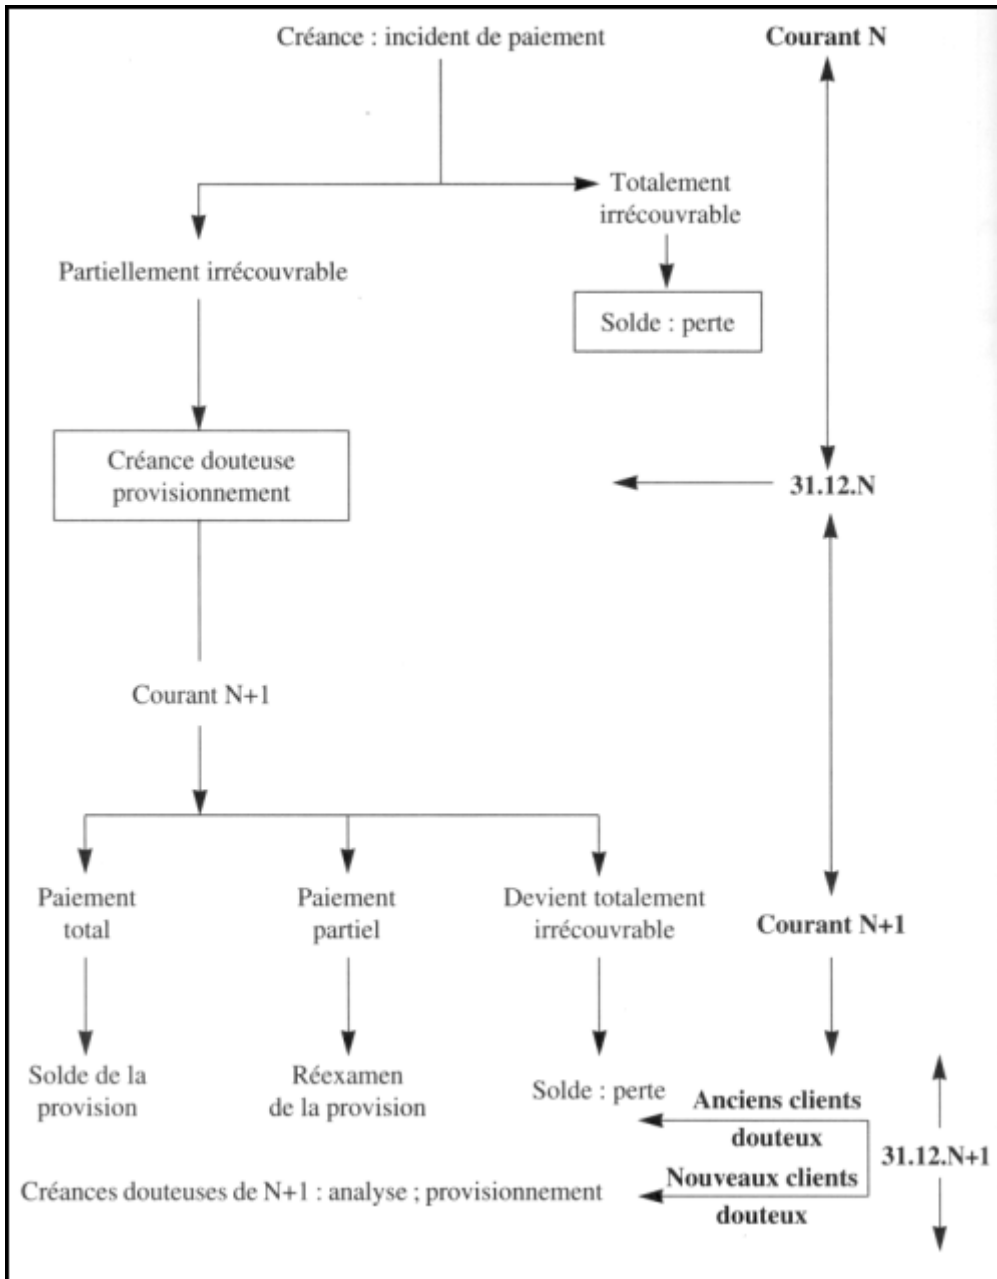 Créance : incident de paiement
Courant N
Totalement
irrécouvrable
Partiellement irrécouvrable
Solde : perte
Créance douteuse
provisionnement
31.12.N
Courant N+1
Paiement
total
Paiement
partiel
Devient totalement
irrécouvrable
Courant N+1
Solde de la
provision
Réexamen
de la provision
Solde : perte
Anciens clients
douteux
31.12.N+1
Créances douteuses de N+1 : analyse ; provisionnement
Nouveaux clients
douteux